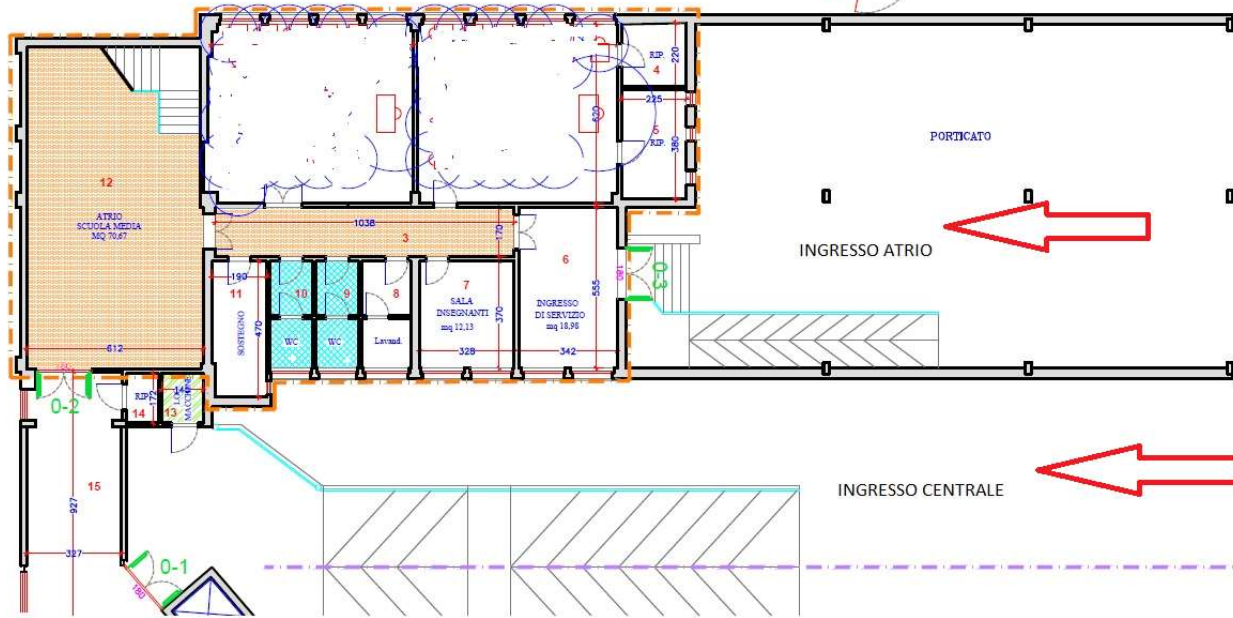 RIP.
4
220
225
5
RIP.
380
620
PORTICATO
12
ATRIO
SCUOLA MEDIA
MQ 70,67
1038
3
170
INGRESSO ATRIO
6
INGRESSO
DI SERVIZIO
mq 18,98
555
342
180
0-3
7
SALA
INSEGNANTI
mq 12,13
370
328
8
Lavand.
9
WC
10
WC
190
11
SOSTEGNO
470
612
0-2
RIP.
14
172
13
MACCHINE
15
927
327
0-1
180
INGRESSO CENTRALE